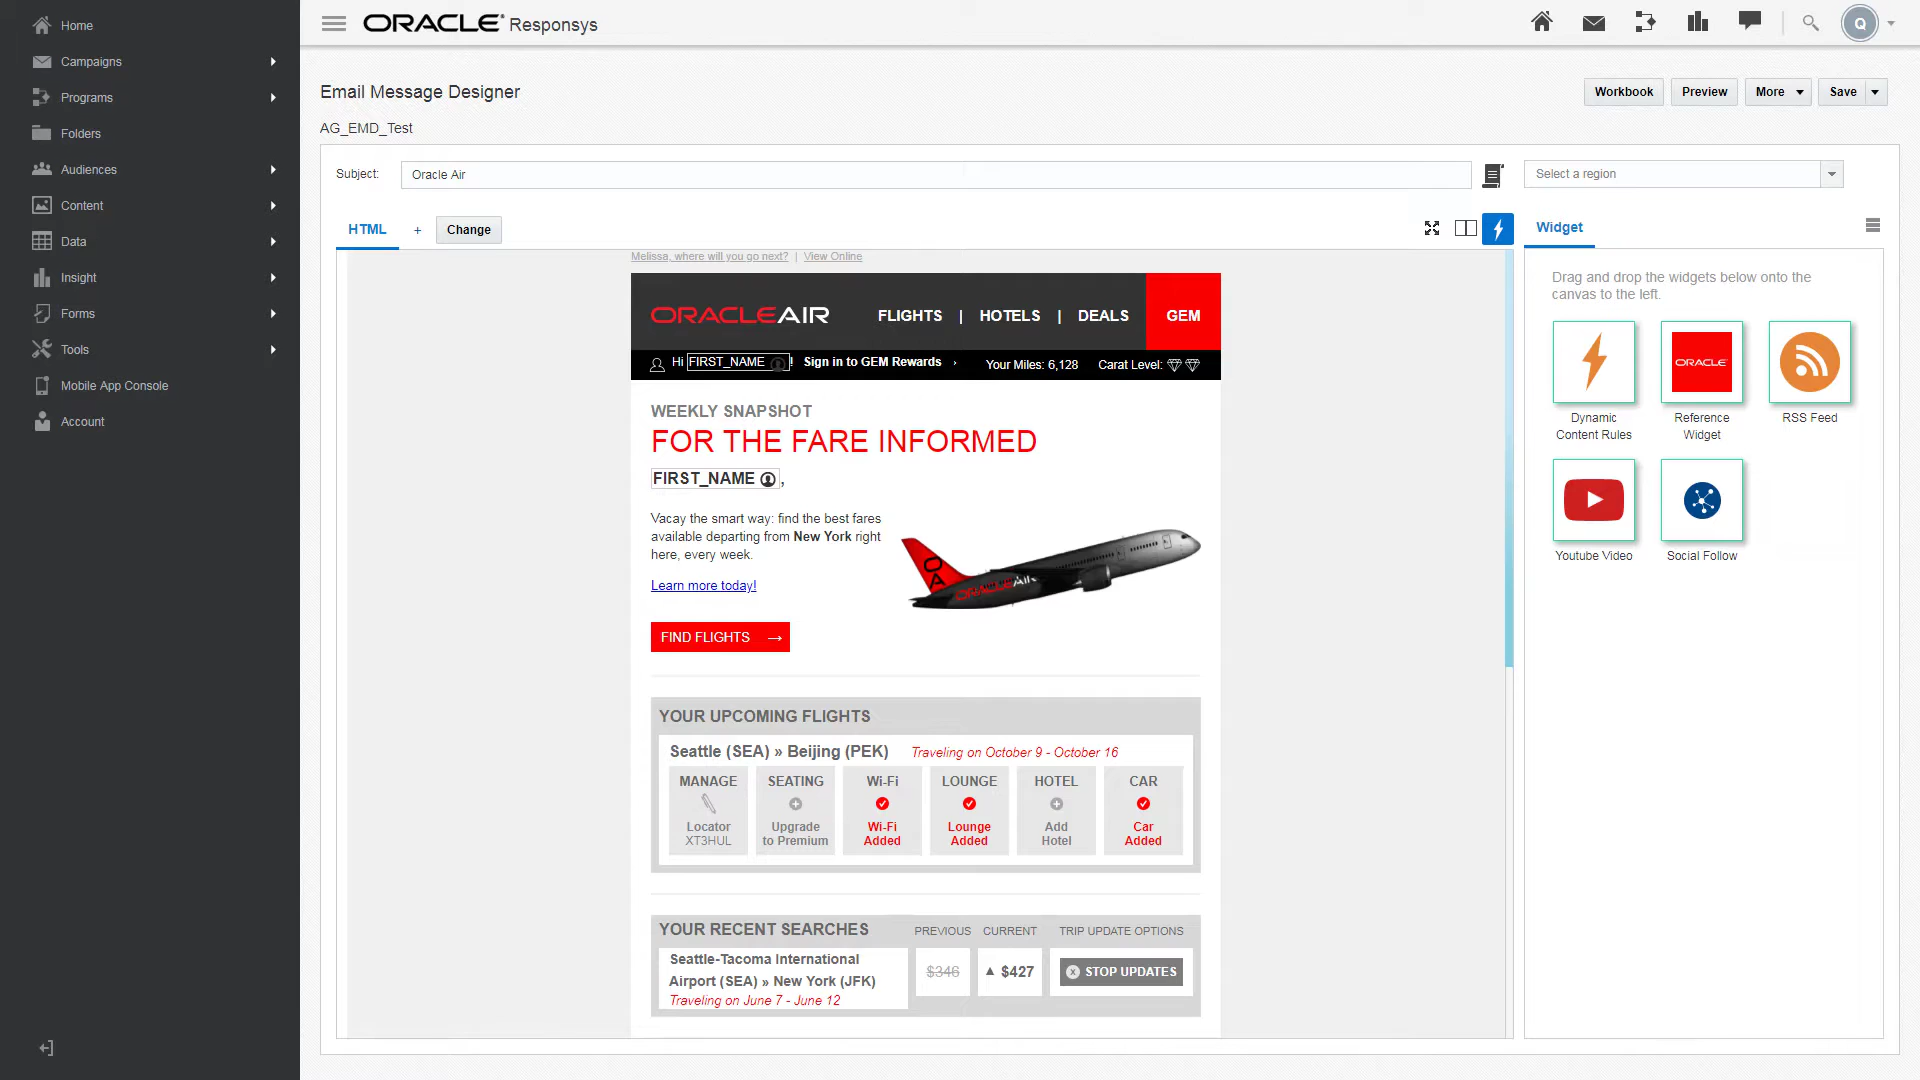 Home
Campaigns
Programs
Folders
Audiences
Content
Data
Insight
Forms
Tools
Mobile App Console
Account
ORACLE® Responsys
Q
Email Message Designer
Workbook
Preview
More
Save
AG_EMD_Test
Subject:
Oracle Air
Select a region
HTML
+
Change
Widget
Drag and drop the widgets below onto the
canvas to the left.
Dynamic
Content Rules
ORACLE
Reference
Widget
RSS Feed
Youtube Video
Social Follow
Melissa, where will you go next? | View Online
ORACLEAIR
FLIGHTS | HOTELS | DEALS
GEM
Hi FIRST_NAME ! Sign in to GEM Rewards › Your Miles: 6,128 Carat Level:
WEEKLY SNAPSHOT
FOR THE FARE INFORMED
FIRST_NAME ,
Vacay the smart way: find the best fares
available departing from New York right
here, every week.
Learn more today!
OA
ORACLEAIR
FIND FLIGHTS →
YOUR UPCOMING FLIGHTS
Seattle (SEA) » Beijing (PEK) Traveling on October 9 - October 16
MANAGE
Locator
XT3HUL
SEATING
Upgrade
to Premium
Wi-Fi
Wi-Fi
Added
LOUNGE
Lounge
Added
HOTEL
Add
Hotel
CAR
Car
Added
YOUR RECENT SEARCHES PREVIOUS CURRENT TRIP UPDATE OPTIONS
Seattle-Tacoma International
Airport (SEA) » New York (JFK)
Traveling on June 7 - June 12
$346
▲ $427
x STOP UPDATES